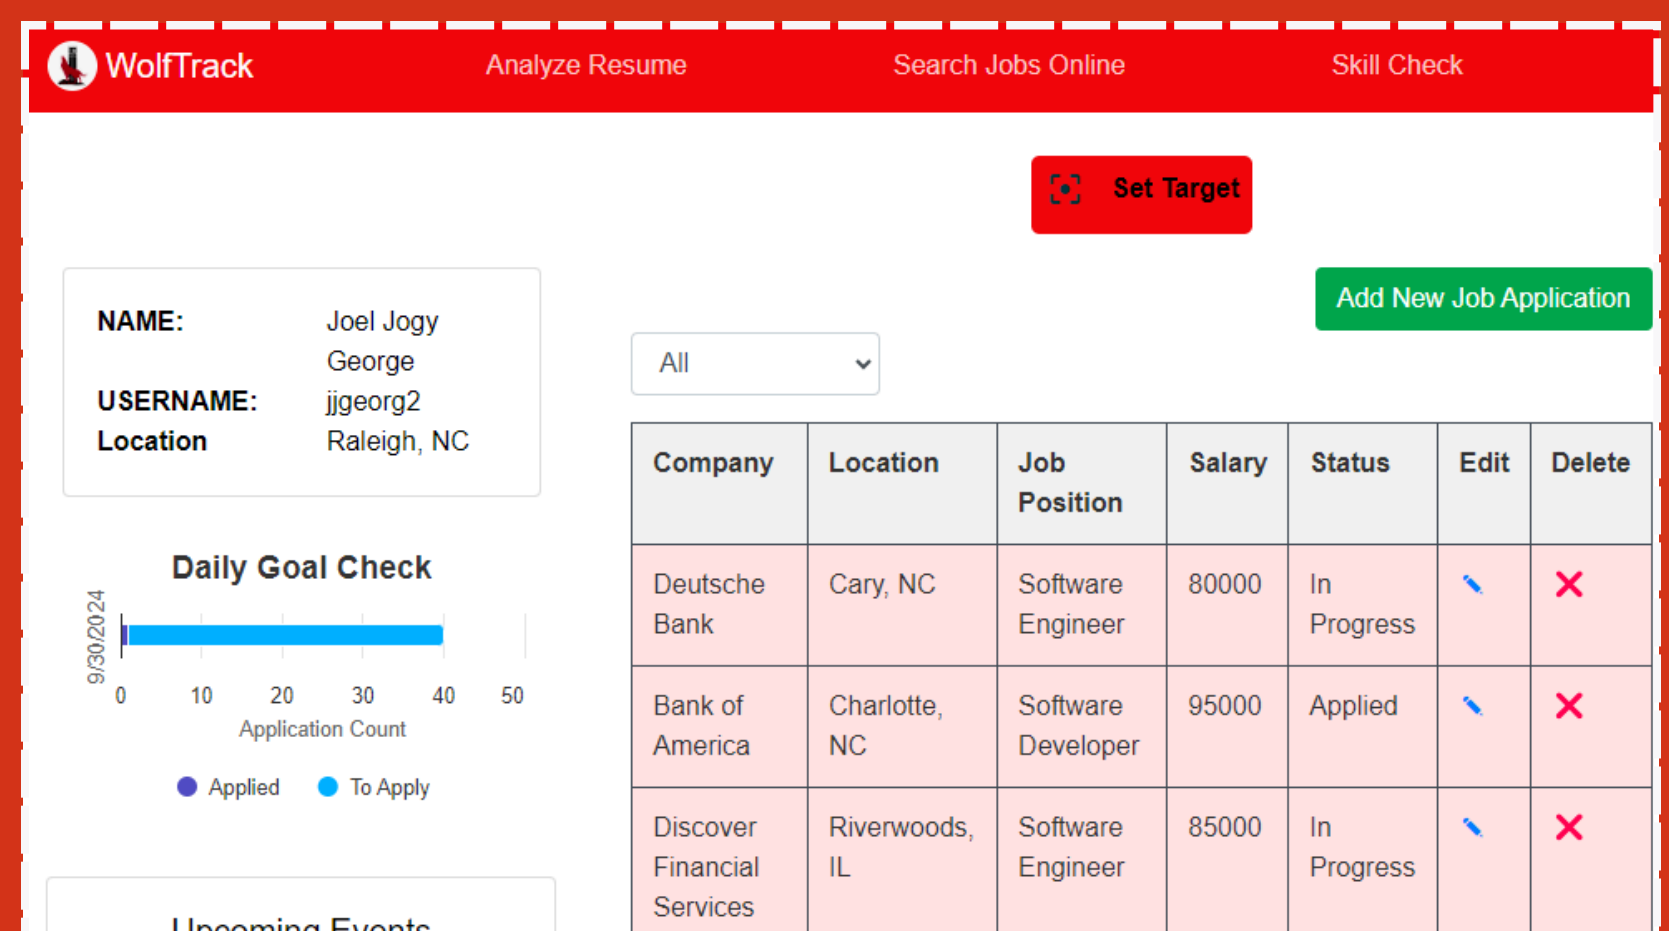 WolfTrack
Analyze Resume
Search Jobs Online
Skill Check
Set Target
Add New Job Application
NAME: Joel Jogy
George
USERNAME: jjgeorg2
Location Raleigh, NC
Daily Goal Check
9/30/2024
0 10 20 30 40 50
Application Count
Applied To Apply
Upcoming Events
All
Company Location Job Salary Status Edit Delete
Position
Deutsche Cary, NC Software 80000 In
Bank Engineer Progress
Bank of Charlotte, Software 95000 Applied
America NC Developer
Discover Riverwoods, Software 85000 In
Financial IL Engineer Progress
Services